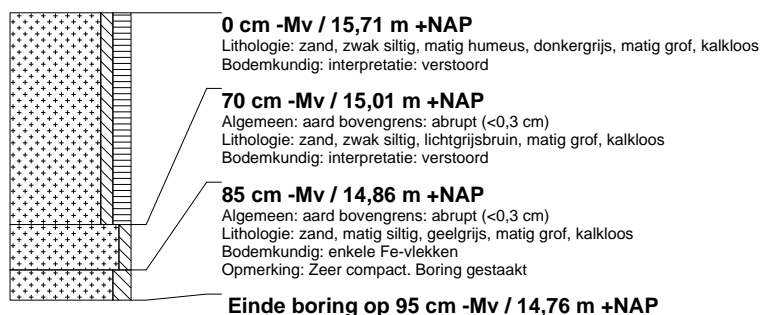 0 cm -Mv / 15,71 m +NAP
Lithologie: zand, zwak siltig, matig humeus, donkergrijs, matig grof, kalkloos
Bodemkundig: interpretatie: verstoord
70 cm -Mv / 15,01 m +NAP
Algemeen: aard bovengrens: abrupt (<0,3 cm)
Lithologie: zand, zwak siltig, lichtgrijsbruin, matig grof, kalkloos
Bodemkundig: interpretatie: verstoord
85 cm -Mv / 14,86 m +NAP
Algemeen: aard bovengrens: abrupt (<0,3 cm)
Lithologie: zand, matig siltig, geelgrijs, matig grof, kalkloos
Bodemkundig: enkele Fe-vlekken
Opmerking: Zeer compact. Boring gestaakt
Einde boring op 95 cm -Mv / 14,76 m +NAP